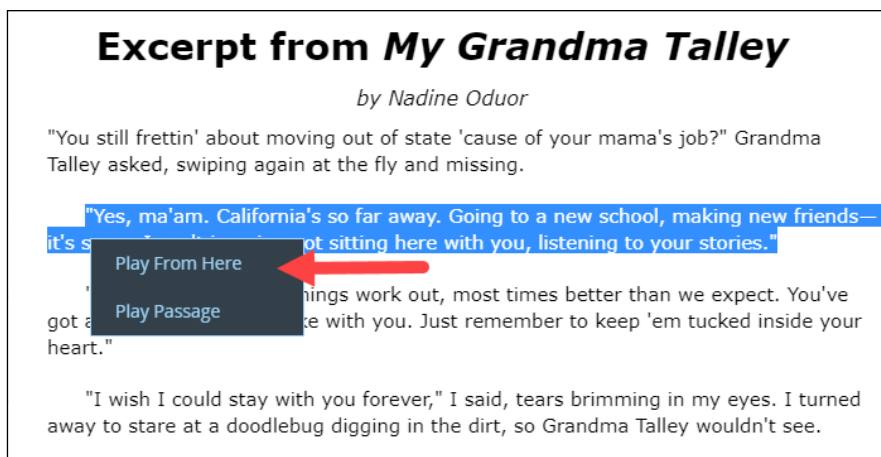 Excerpt from My Grandma Talley
by Nadine Oduor
"You still frettin' about moving out of state 'cause of your mama's job?" Grandma
Talley asked, swiping again at the fly and missing.
"Yes, ma'am. California's so far away. Going to a new school, making new friends—
it's sitting here with you, listening to your stories."
Play From Here
work out, most times better than we expect. You've
Play Passage
got with you. Just remember to keep 'em tucked inside your
heart."
"I wish I could stay with you forever," I said, tears brimming in my eyes. I turned
away to stare at a doodlebug digging in the dirt, so Grandma Talley wouldn't see.